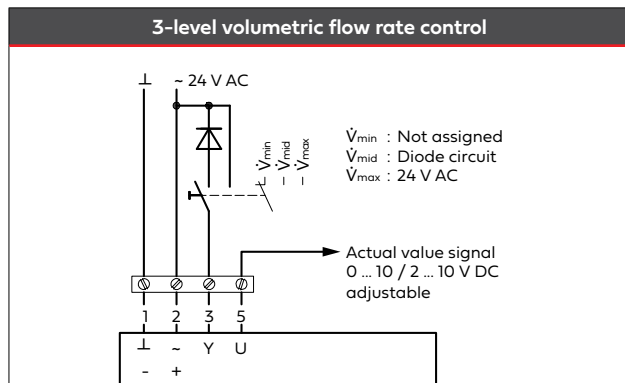 3-level volumetric flow rate control
⊥ ~ 24 V AC
V̇min
V̇mid
V̇max
V̇min : Not assigned
V̇mid : Diode circuit
V̇max : 24 V AC
Actual value signal
0 ... 10 / 2 ... 10 V DC
adjustable
1 2 3 5
⊥ ~ Y U
- +